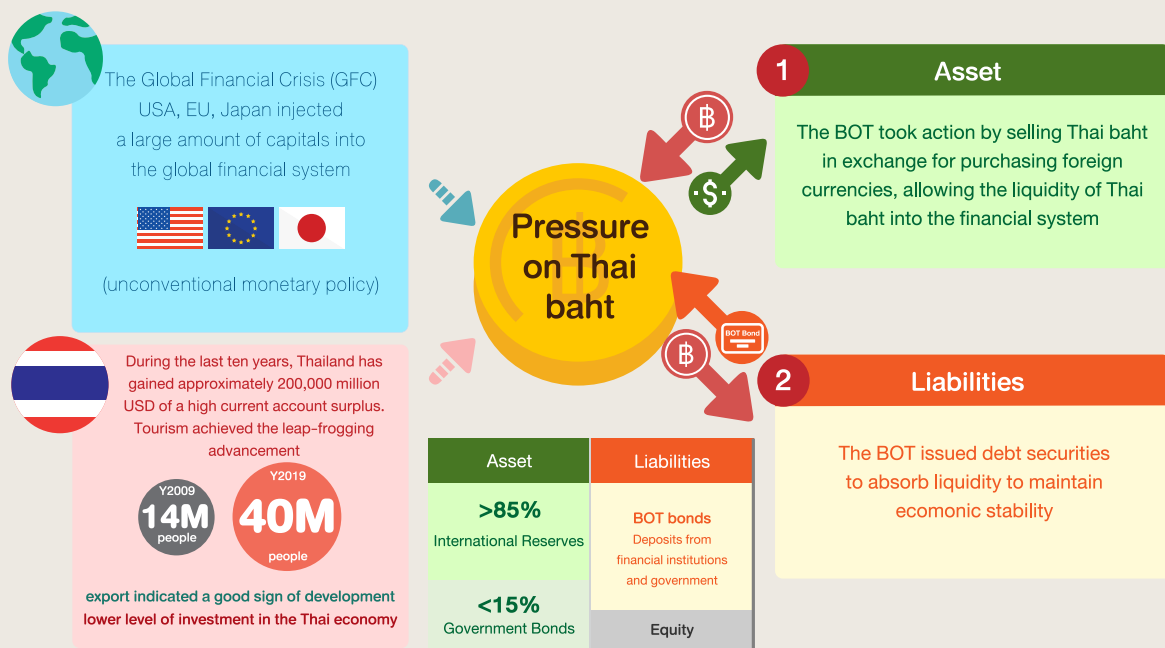 The Global Financial Crisis (GFC)
USA, EU, Japan injected
a large amount of capitals into
the global financial system
(unconventional monetary policy)
During the last ten years, Thailand has
gained approximately 200,000 million
USD of a high current account surplus.
Tourism achieved the leap-frogging
advancement
Y2009
14M
people
Y2019
40M
people
export indicated a good sign of development
lower level of investment in the Thai economy
Pressure
on Thai
baht
฿
$
BOT Bond
฿
1
Asset
The BOT took action by selling Thai baht
in exchange for purchasing foreign
currencies, allowing the liquidity of Thai
baht into the financial system
2
Liabilities
The BOT issued debt securities
to absorb liquidity to maintain
ecomonic stability
Asset
>85%
International Reserves
<15%
Government Bonds
Liabilities
BOT bonds
Deposits from
financial institutions
and government
Equity